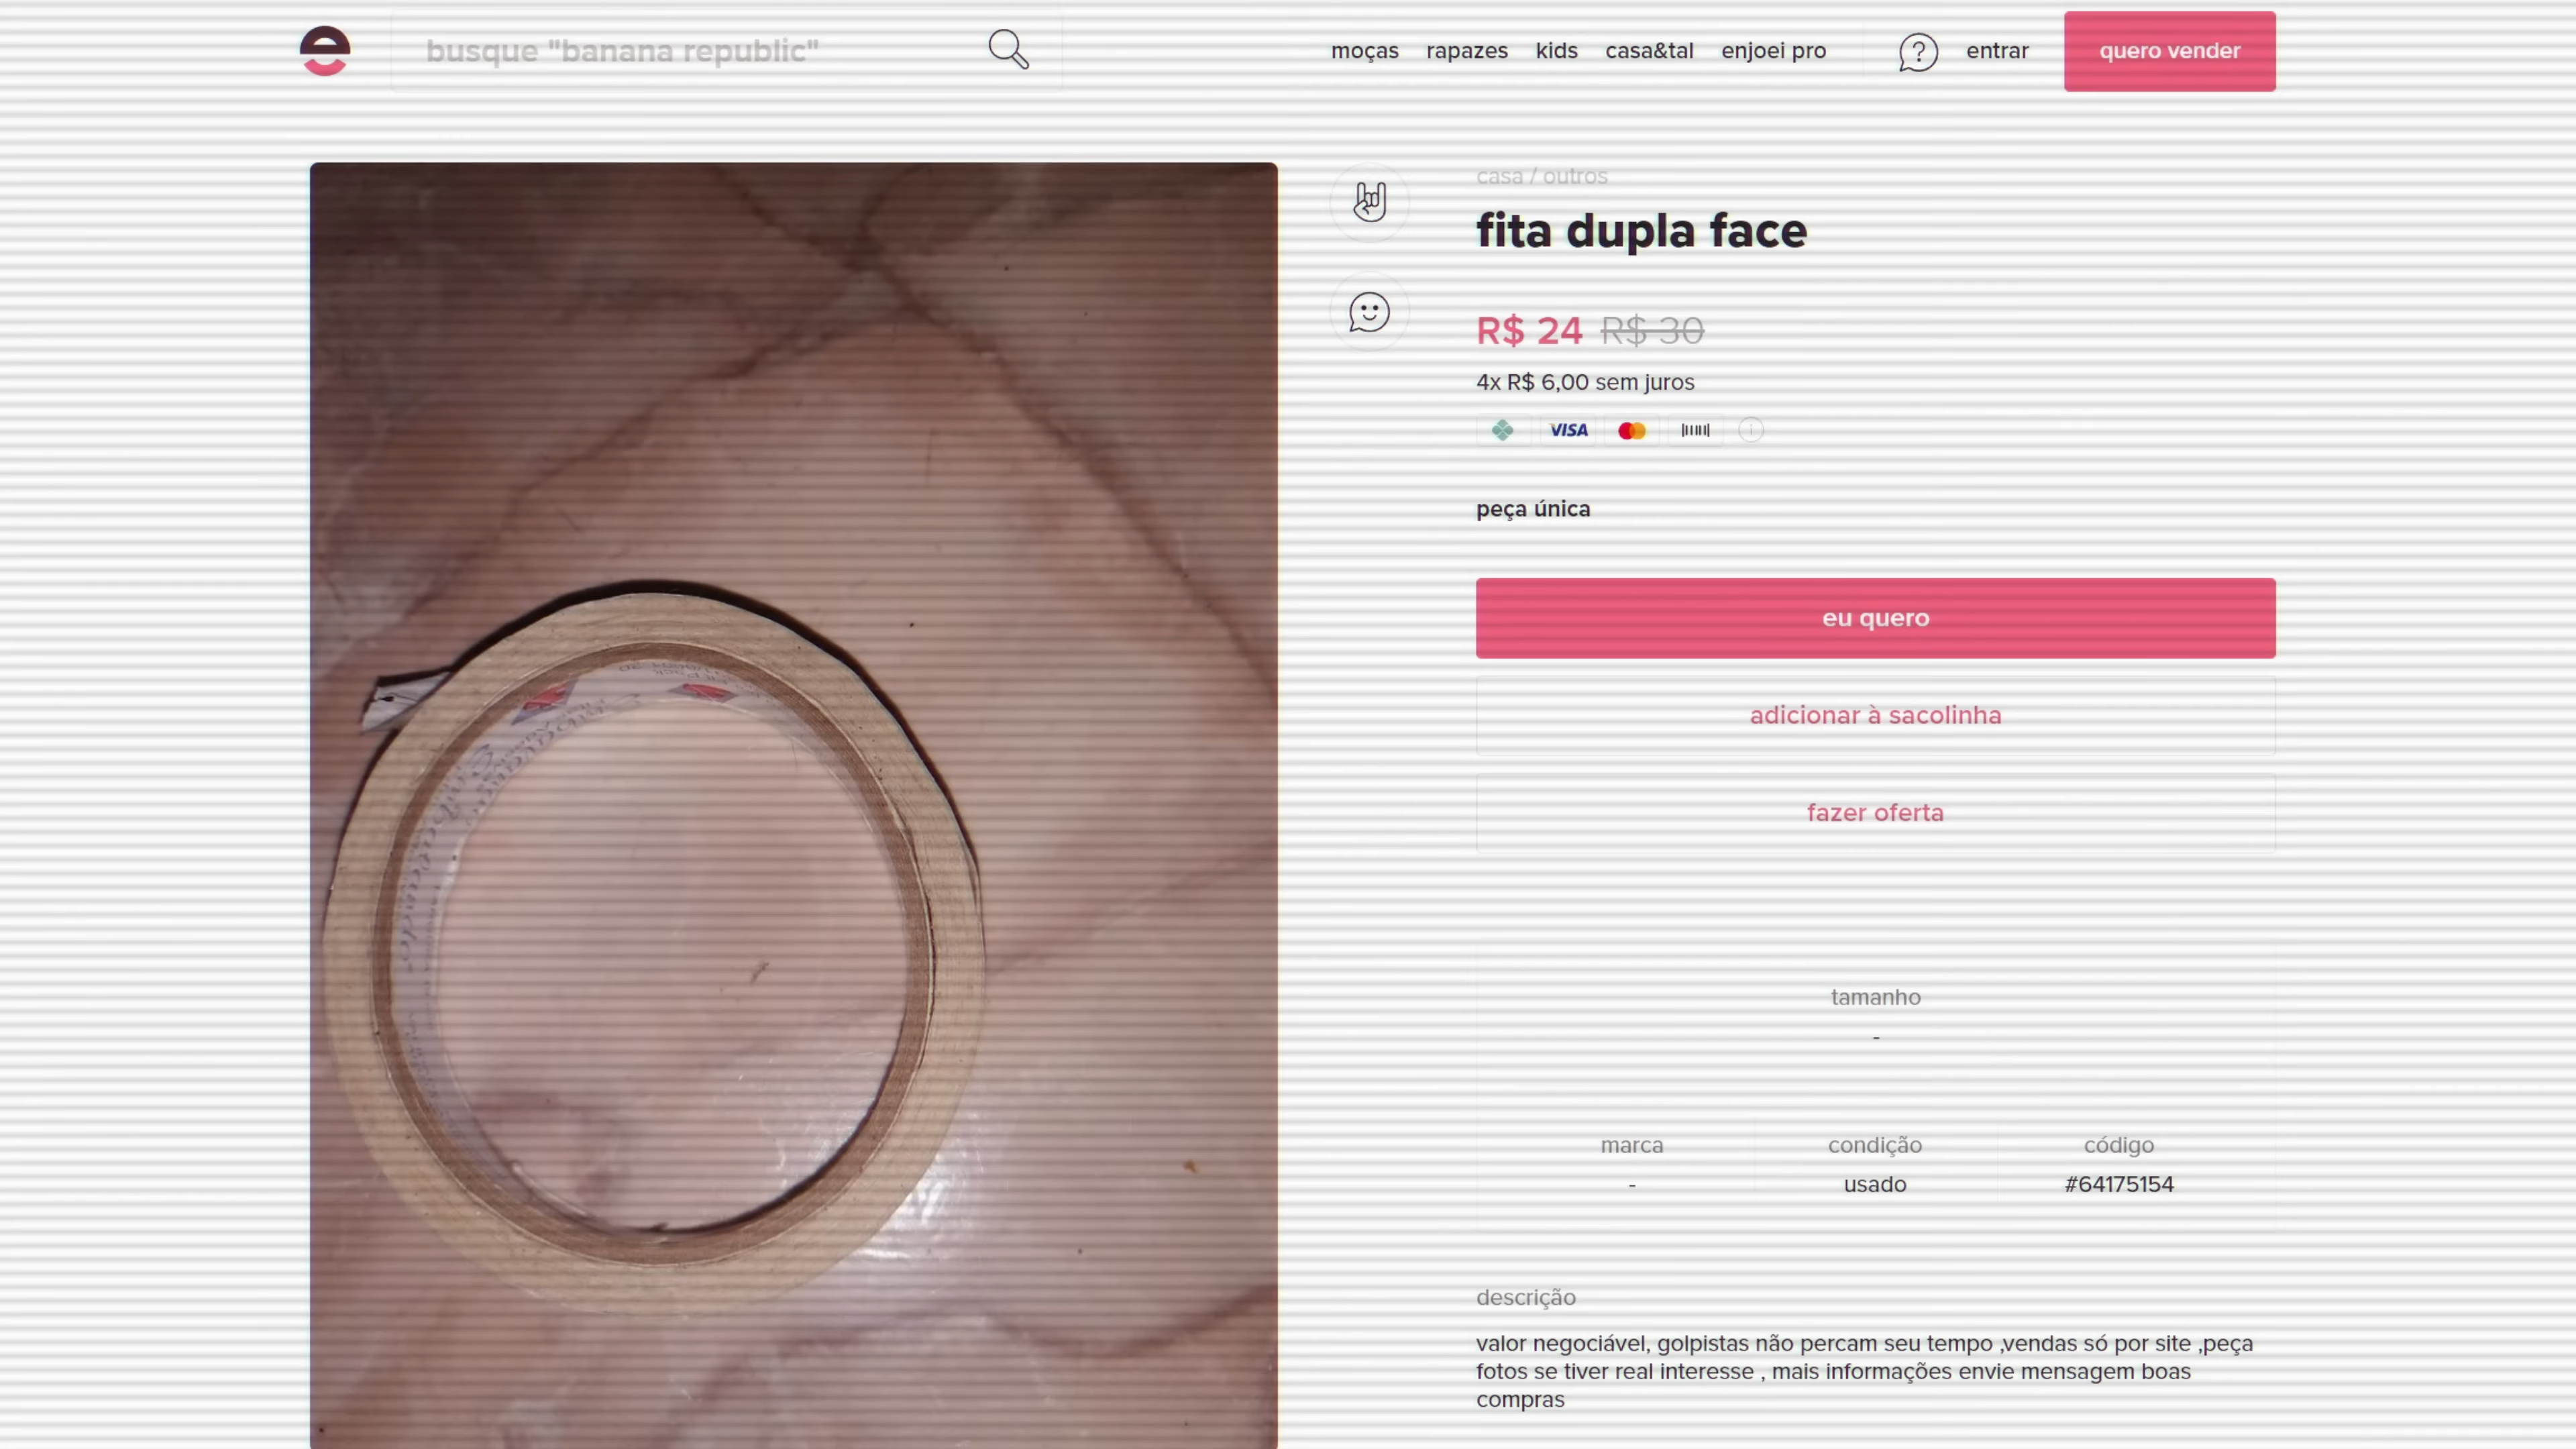 busque "banana republic"
moças rapazes kids casa&tal enjoei pro ? entrar quero vender
casa / outros
fita dupla face
R$ 24 R$ 30
4x R$ 6,00 sem juros
VISA
peça única
eu quero
adicionar à sacolinha
fazer oferta
tamanho
-
marca condição código
- usado #64175154
descrição
valor negociável, golpistas não percam seu tempo ,vendas só por site ,peça
fotos se tiver real interesse , mais informações envie mensagem boas
compras